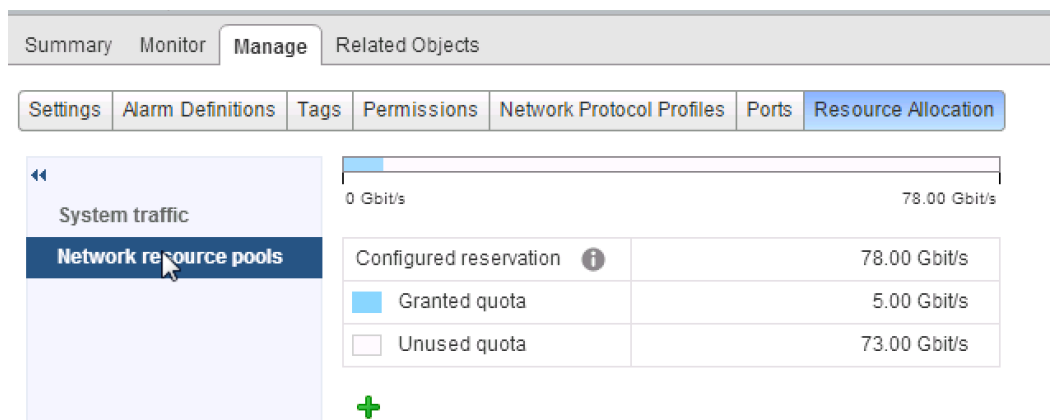 Summary Monitor Manage Related Objects
Settings Alarm Definitions Tags Permissions Network Protocol Profiles Ports Resource Allocation
System traffic
Network resource pools
0 Gbit/s 78.00 Gbit/s
Configured reservation 78.00 Gbit/s
Granted quota 5.00 Gbit/s
Unused quota 73.00 Gbit/s